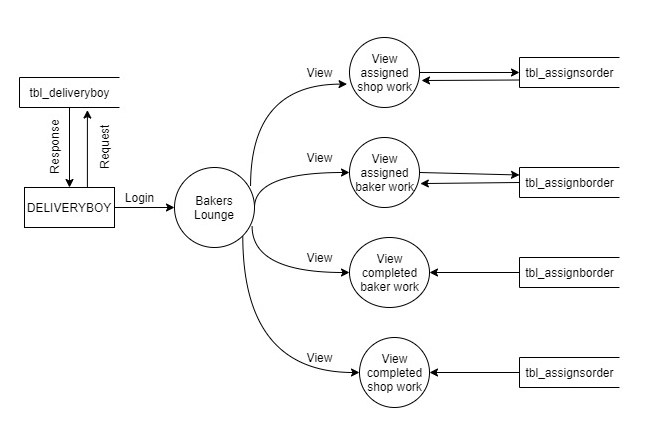 View
View
assigned
shop work
tbl_assignsorder
tbl_deliveryboy
Response
Request
View
View
assigned
baker work
tbl_assignborder
DELIVERYBOY
Login
Bakers
Lounge
View
View
completed
baker work
tbl_assignborder
View
View
completed
shop work
tbl_assignsorder